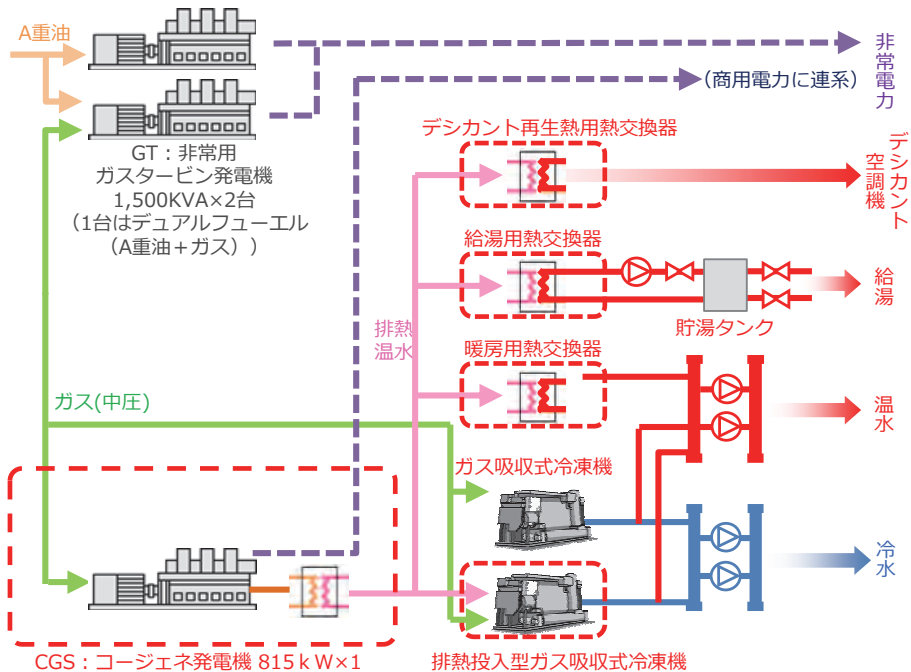 A重油
非常電力
（商用電力に連系）
GT：非常用
ガスタービン発電機
1,500KVA×2台
（1台はデュアルフューエル
（A重油＋ガス））
デシカント再生熱用熱交換器
デシカント
空調機
給湯用熱交換器
給湯
貯湯タンク
排熱
温水
暖房用熱交換器
温水
ガス(中圧)
ガス吸収式冷凍機
冷水
CGS：コージェネ発電機 815ｋW×1
排熱投入型ガス吸収式冷凍機